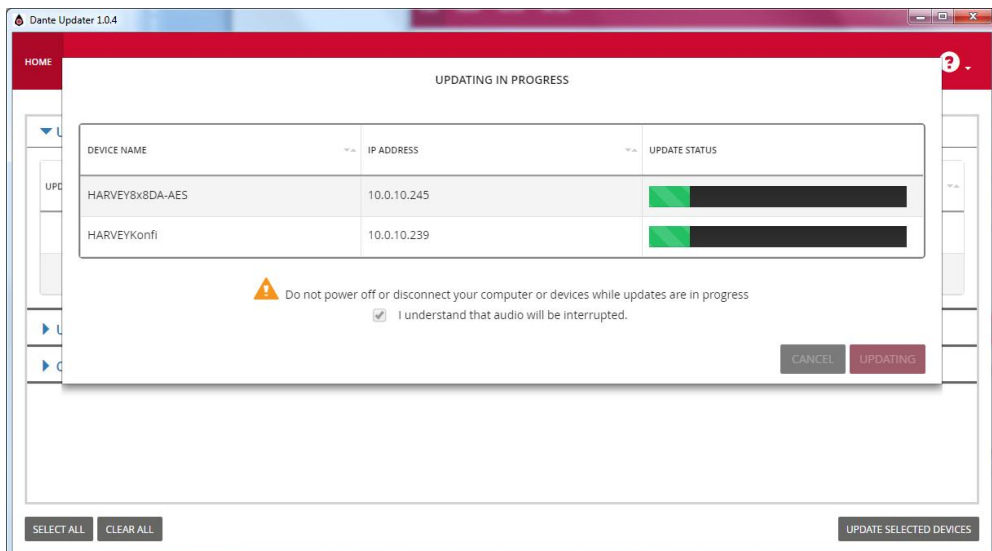 Dante Updater 1.0.4
HOME
UPDATING IN PROGRESS
DEVICE NAME IP ADDRESS UPDATE STATUS
HARVEY8x8DA-AES 10.0.10.245
HARVEYKonfi 10.0.10.239
Do not power off or disconnect your computer or devices while updates are in progress
I understand that audio will be interrupted.
CANCEL UPDATING
SELECT ALL CLEAR ALL UPDATE SELECTED DEVICES